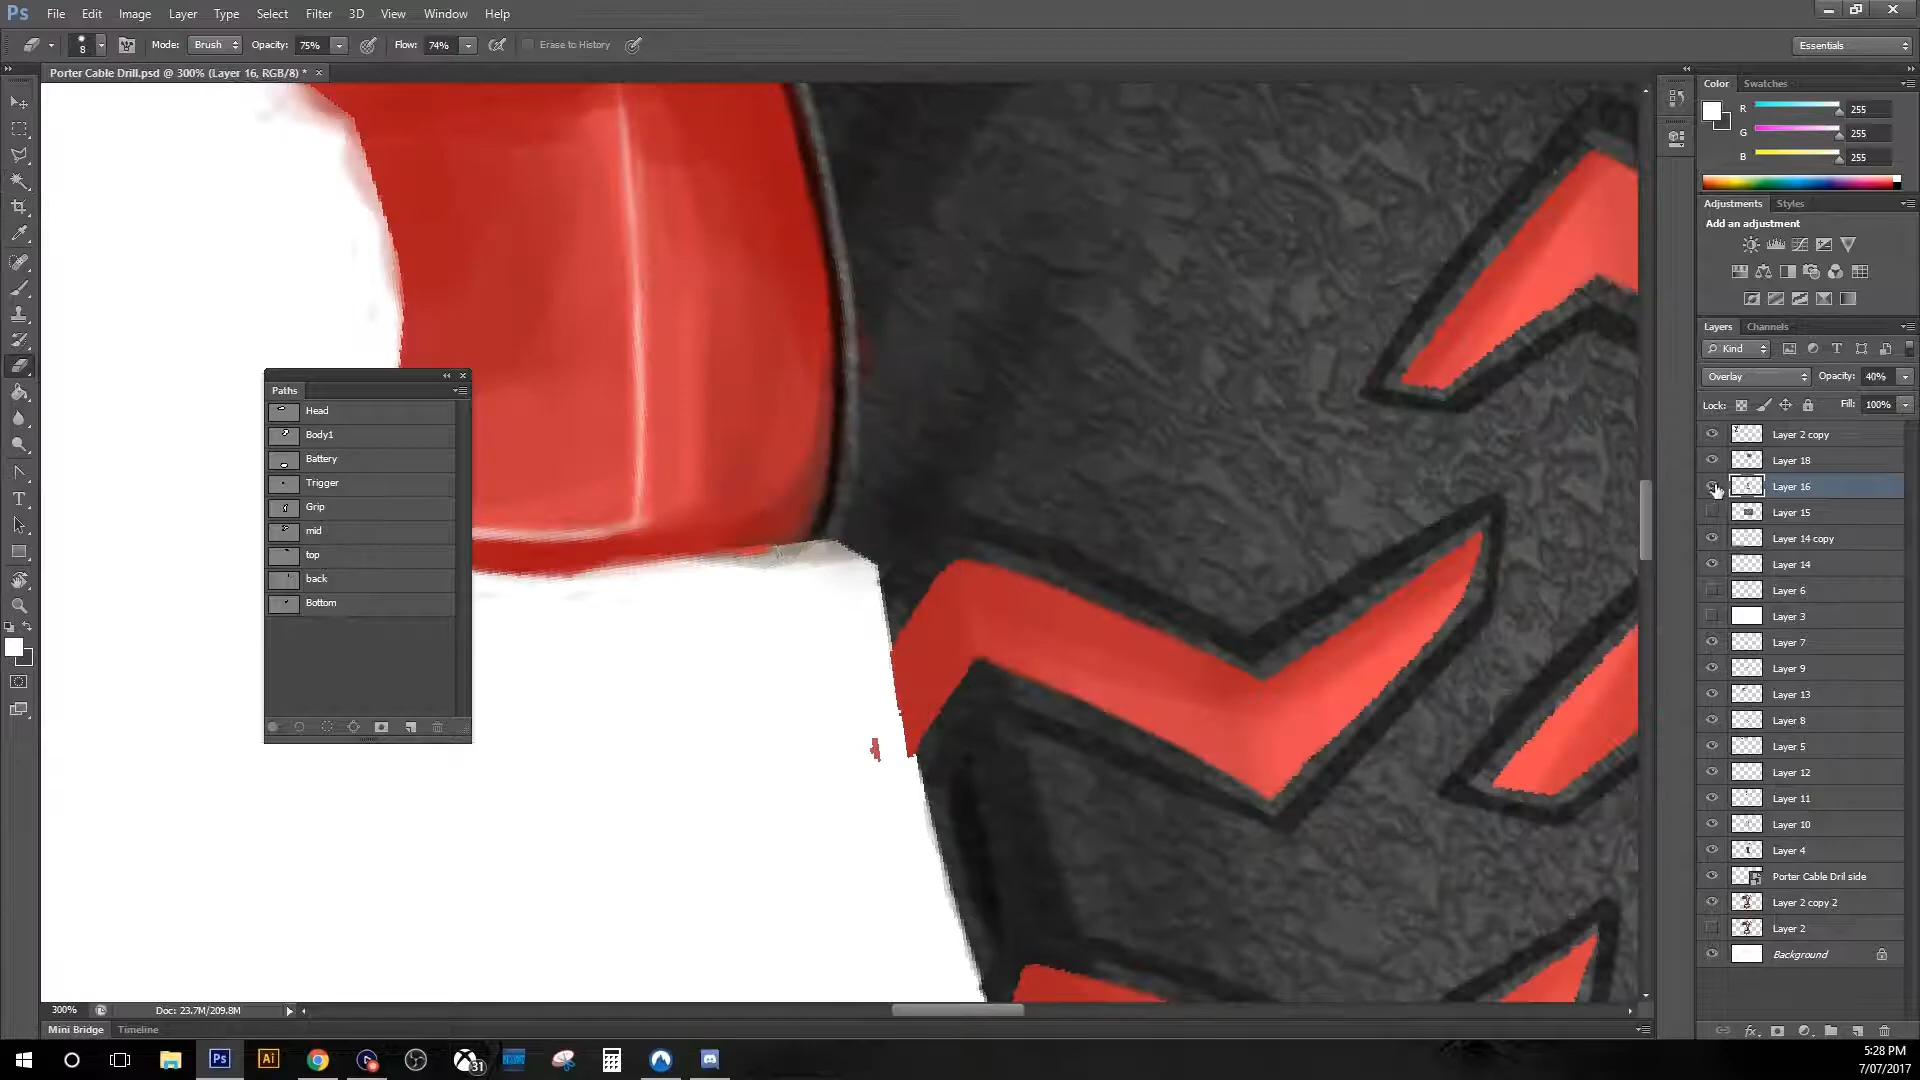 Ps File Edit Image Layer Type Select Filter 3D View Window Help
8 Mode: Brush Opacity: 75% Flow: 74% Erase to History Essentials
Porter Cable Drill.psd @ 300% (Layer 16, RGB/8) * ×
Color Swatches
R 255
G 255
B 255
Adjustments Styles
Add an adjustment
Layers Channels
Kind
Overlay Opacity: 40%
Lock: Fill: 100%
Layer 2 copy
Layer 18
Layer 16
Layer 15
Layer 14 copy
Layer 14
Layer 6
Layer 3
Layer 7
Layer 9
Layer 13
Layer 8
Layer 5
Layer 12
Layer 11
Layer 10
Layer 4
Porter Cable Dril side
Layer 2 copy 2
Layer 2
Background
Paths
Head
Body1
Battery
Trigger
Grip
mid
top
back
Bottom
300% Doc: 23.7M/209.8M
Mini Bridge Timeline
Ps Ai 31
5:28 PM
7/07/2017